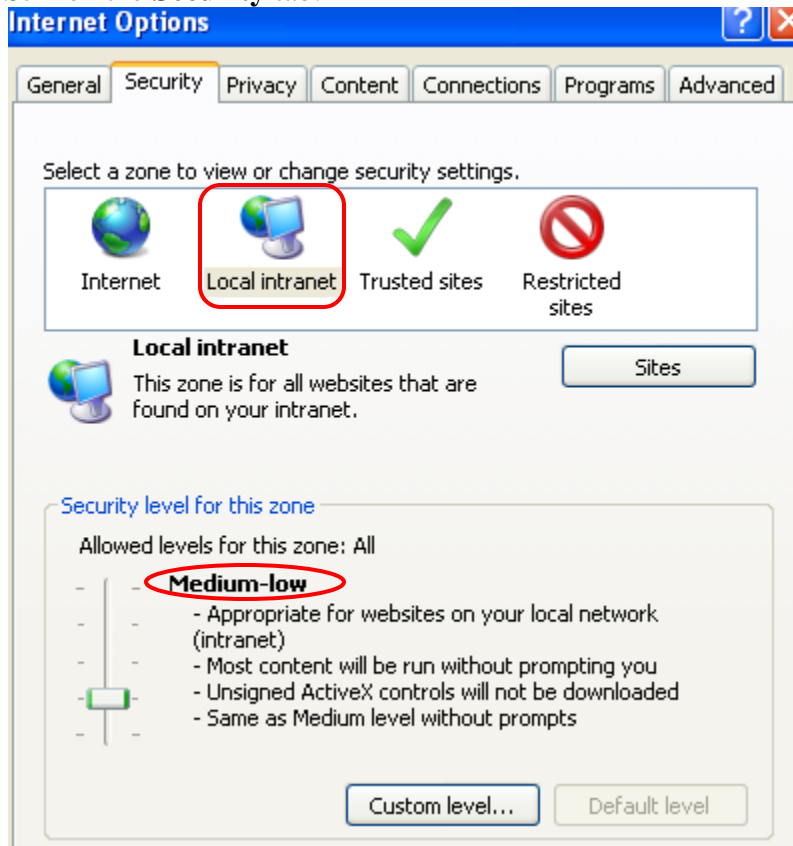 Internet Options
General Security Privacy Content Connections Programs Advanced
Select a zone to view or change security settings.
Internet Local intranet Trusted sites Restricted
sites
Local intranet
Sites
This zone is for all websites that are
found on your intranet.
Security level for this zone
Allowed levels for this zone: All
Medium-low
- Appropriate for websites on your local network
(intranet)
- Most content will be run without prompting you
- Unsigned ActiveX controls will not be downloaded
- Same as Medium level without prompts
Custom level... Default level